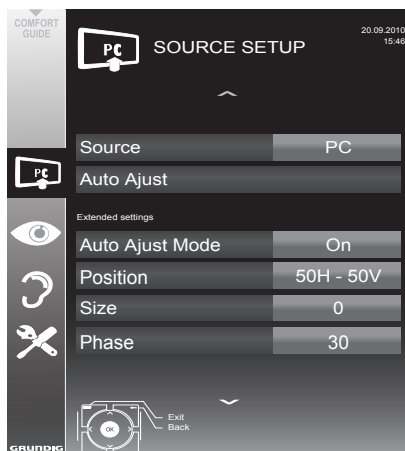 COMFORT
GUIDE
PC
SOURCE SETUP
20.09.2010
15:46
Source PC
Auto Ajust
PC
Extended settings
Auto Ajust Mode On
Position 50H - 50V
Size 0
Phase 30
Exit
Back
OK
GRUNDIG